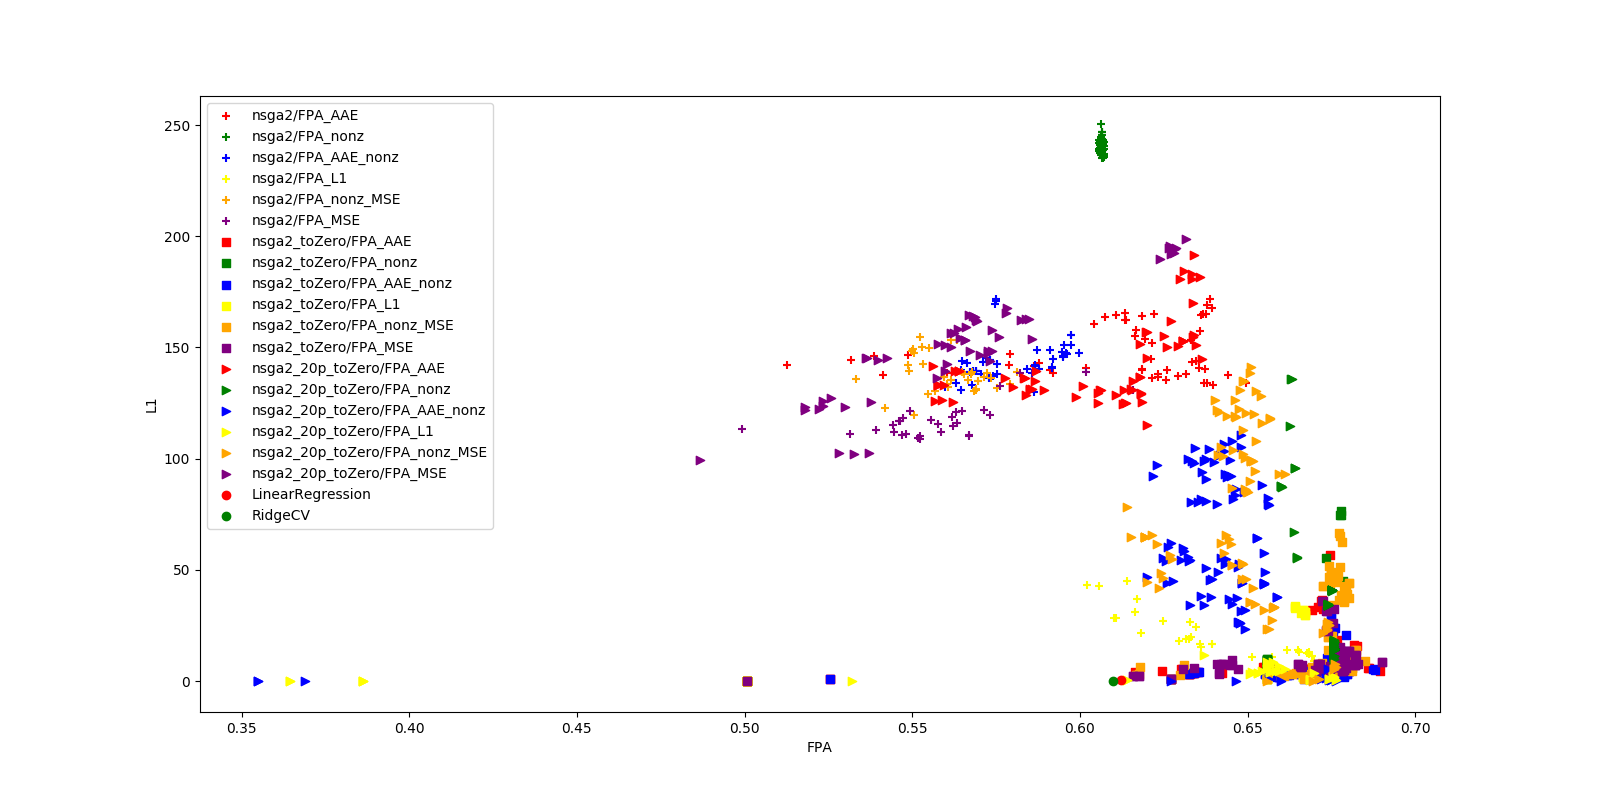 250
200
150
100
50
0
L1
nsga2/FPA_AAE
nsga2/FPA_nonz
nsga2/FPA_AAE_nonz
nsga2/FPA_L1
nsga2/FPA_nonz_MSE
nsga2/FPA_MSE
nsga2_toZero/FPA_AAE
nsga2_toZero/FPA_nonz
nsga2_toZero/FPA_AAE_nonz
nsga2_toZero/FPA_L1
nsga2_toZero/FPA_nonz_MSE
nsga2_toZero/FPA_MSE
nsga2_20p_toZero/FPA_AAE
nsga2_20p_toZero/FPA_nonz
nsga2_20p_toZero/FPA_AAE_nonz
nsga2_20p_toZero/FPA_L1
nsga2_20p_toZero/FPA_nonz_MSE
nsga2_20p_toZero/FPA_MSE
LinearRegression
RidgeCV
0.35 0.40 0.45 0.50 0.55 0.60 0.65 0.70
FPA